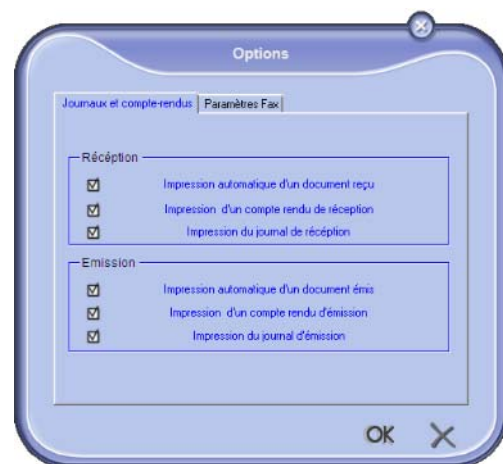 Options
Journaux et compte-rendus Paramètres Fax
Récéption
Impression automatique d'un document reçu
Impression d'un compte rendu de réception
Impression du journal de récéption
Emission
Impression automatique d'un document émis
Impression d'un compte rendu d'émission
Impression du journal d'émission
OK